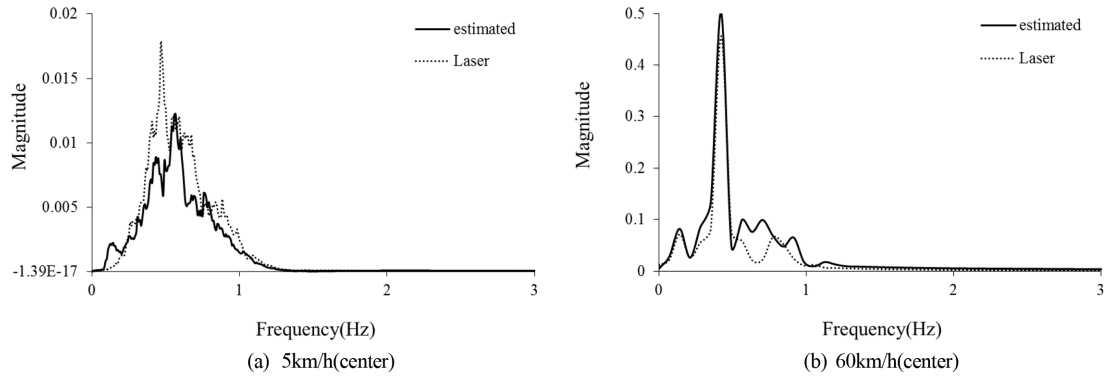 0.02
0.015
0.01
0.005
-1.39E-17
Magnitude
estimated
Laser
0 1 2 3
Frequency(Hz)
(a) 5km/h(center)
0.5
0.4
0.3
0.2
0.1
0
Magnitude
estimated
Laser
0 1 2 3
Frequency(Hz)
(b) 60km/h(center)